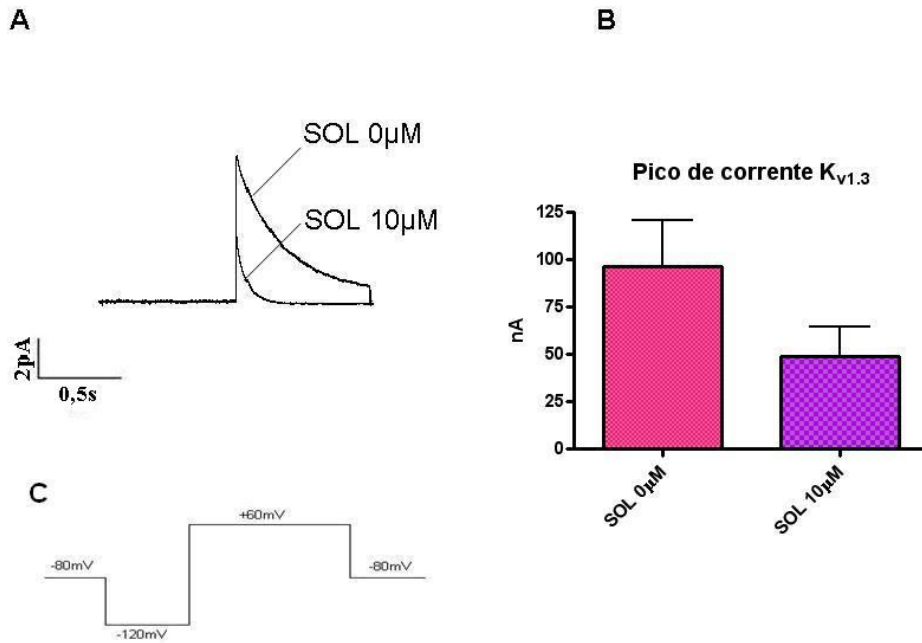 A
SOL 0µM
SOL 10µM
2pA
0,5s
B
Pico de corrente Kv1.3
nA
125
100
75
50
25
0
SOL 0µM
SOL 10µM
C
-80mV
-120mV
+60mV
-80mV